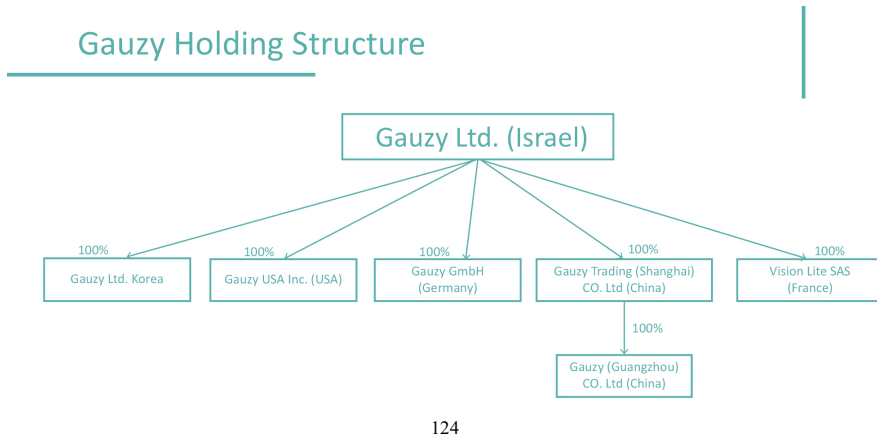 Gauzy Holding Structure
Gauzy Ltd. (Israel)
100%
100%
100%
100%
100%
Gauzy Ltd. Korea
Gauzy USA Inc. (USA)
Gauzy GmbH
(Germany)
Gauzy Trading (Shanghai)
CO. Ltd (China)
Vision Lite SAS
(France)
100%
Gauzy (Guangzhou)
CO. Ltd (China)
124